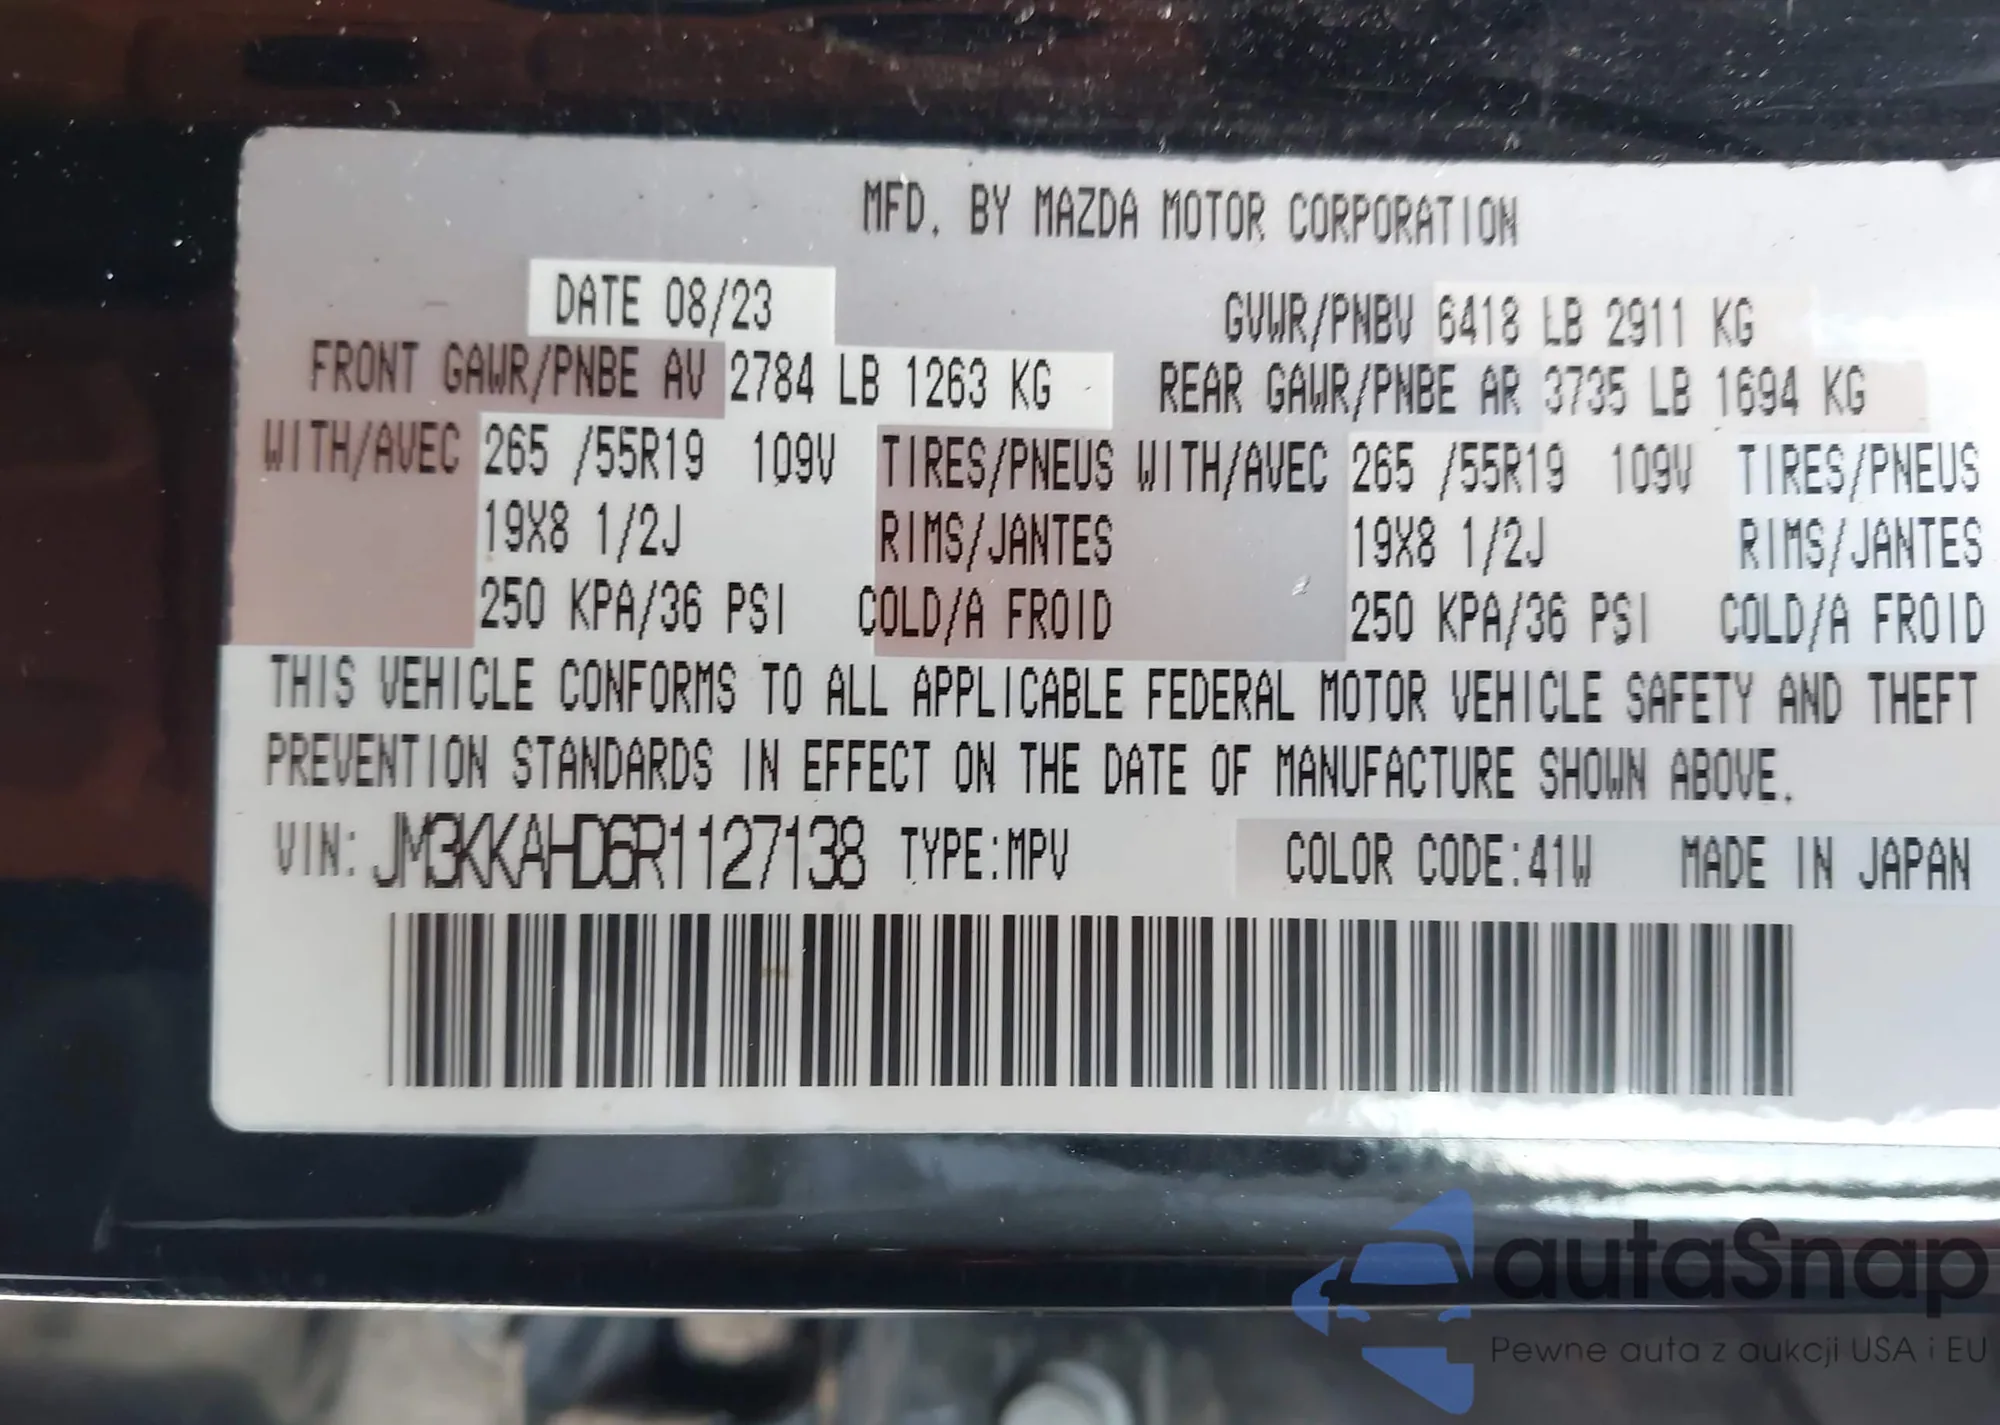 MFD. BY MAZDA MOTOR CORPORATION
DATE 08/23 GVWR/PNBV 6418 LB 2911 KG
FRONT GAWR/PNBE AV 2784 LB 1263 KG REAR GAWR/PNBE AR 3735 LB 1694 KG
WITH/AVEC 265 /55R19 109V TIRES/PNEUS WITH/AVEC 265 /55R19 109V TIRES/PNEUS
19X8 1/2J RIMS/JANTES 19X8 1/2J RIMS/JANTES
250 KPA/36 PSI COLD/A FROID 250 KPA/36 PSI COLD/A FROID
THIS VEHICLE CONFORMS TO ALL APPLICABLE FEDERAL MOTOR VEHICLE SAFETY AND THEFT
PREVENTION STANDARDS IN EFFECT ON THE DATE OF MANUFACTURE SHOWN ABOVE.
VIN: JM3KKAHD6R1127138 TYPE:MPV COLOR CODE:41W MADE IN JAPAN
autaSnap
Pewne auta z aukcji USA i EU